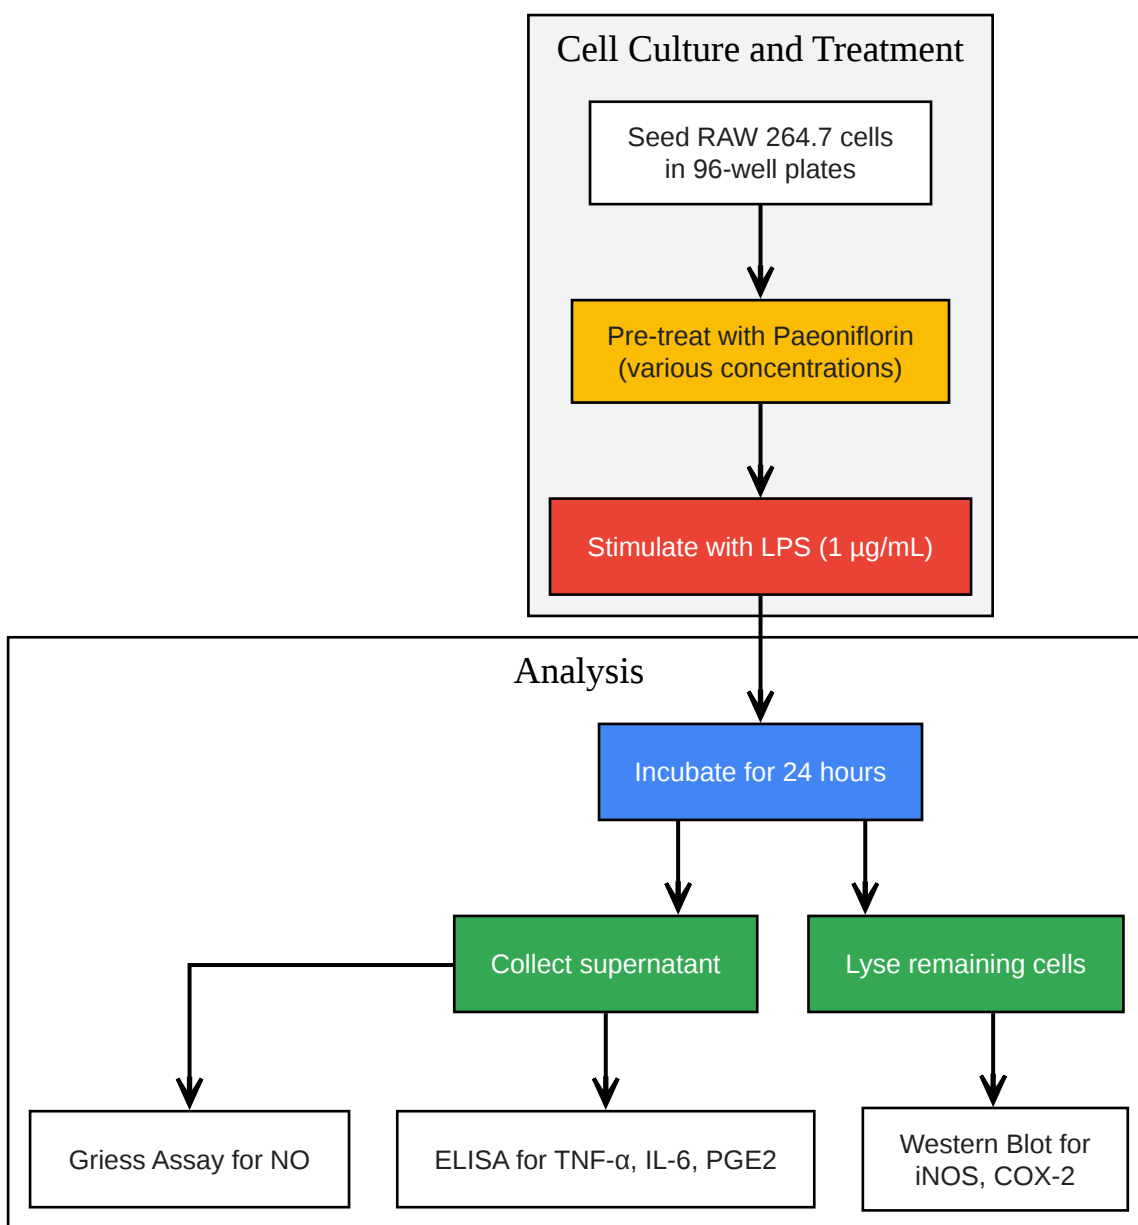 Cell Culture and Treatment
Seed RAW 264.7 cells
in 96-well plates
Pre-treat with Paeoniflorin
(various concentrations)
Stimulate with LPS (1 µg/mL)
Analysis
Incubate for 24 hours
Collect supernatant
Lyse remaining cells
Griess Assay for NO
ELISA for TNF-α, IL-6, PGE2
Western Blot for
iNOS, COX-2